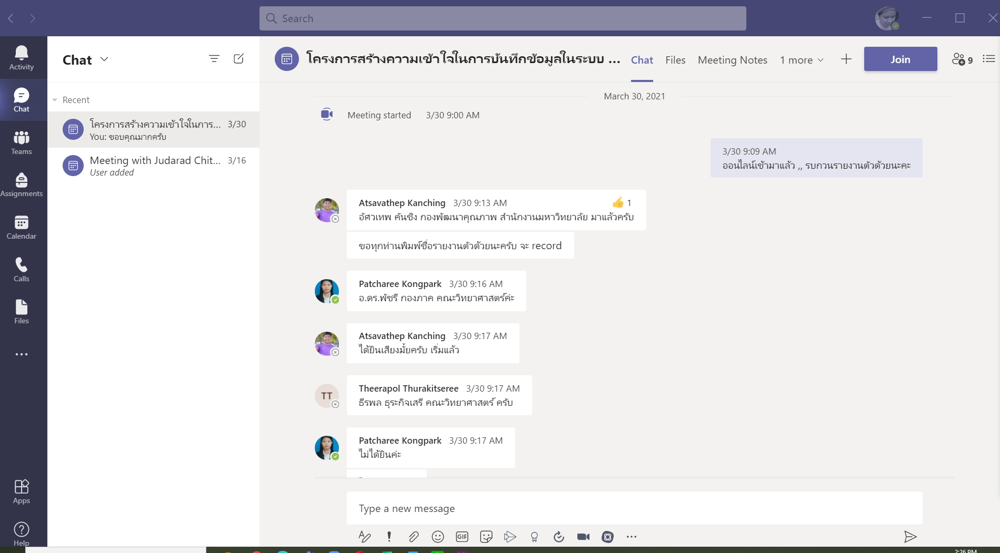 Search
Activity
Chat
Teams
Assignments
Calendar
Calls
Files
Apps
Help
Chat
Recent
โครงการสร้างความเข้าใจในการ... 3/30
You: ขอบคุณมากครับ
Meeting with Judarad Chit... 3/16
User added
โครงการสร้างความเข้าใจในการบันทึกข้อมูลในระบบ ... Chat Files Meeting Notes 1 more Join 9
March 30, 2021
Meeting started 3/30 9:00 AM
3/30 9:09 AM
ออนไลน์เข้ามาแล้ว ,, รบกวนรายงานตัวด้วยนะคะ
Atsavathep Kanching 3/30 9:13 AM 1
อัศวเทพ คันชิง กองพัฒนาคุณภาพ สำนักงานมหาวิทยาลัย มาแล้วครับ
ขอทุกท่านพิมพ์ชื่อรายงานตัวด้วยนะครับ จะ record
Patcharee Kongpark 3/30 9:16 AM
อ.ดร.พัชรี กองภาค คณะวิทยาศาสตร์ค่ะ
Atsavathep Kanching 3/30 9:17 AM
ได้ยินเสียงมั้ยครับ เริ่มแล้ว
TT
Theerapol Thurakitseree 3/30 9:17 AM
ธีรพล ธุระกิจเสรี คณะวิทยาศาสตร์ ครับ
Patcharee Kongpark 3/30 9:17 AM
ไม่ได้ยินค่ะ
Type a new message
GIF
2:26 PM